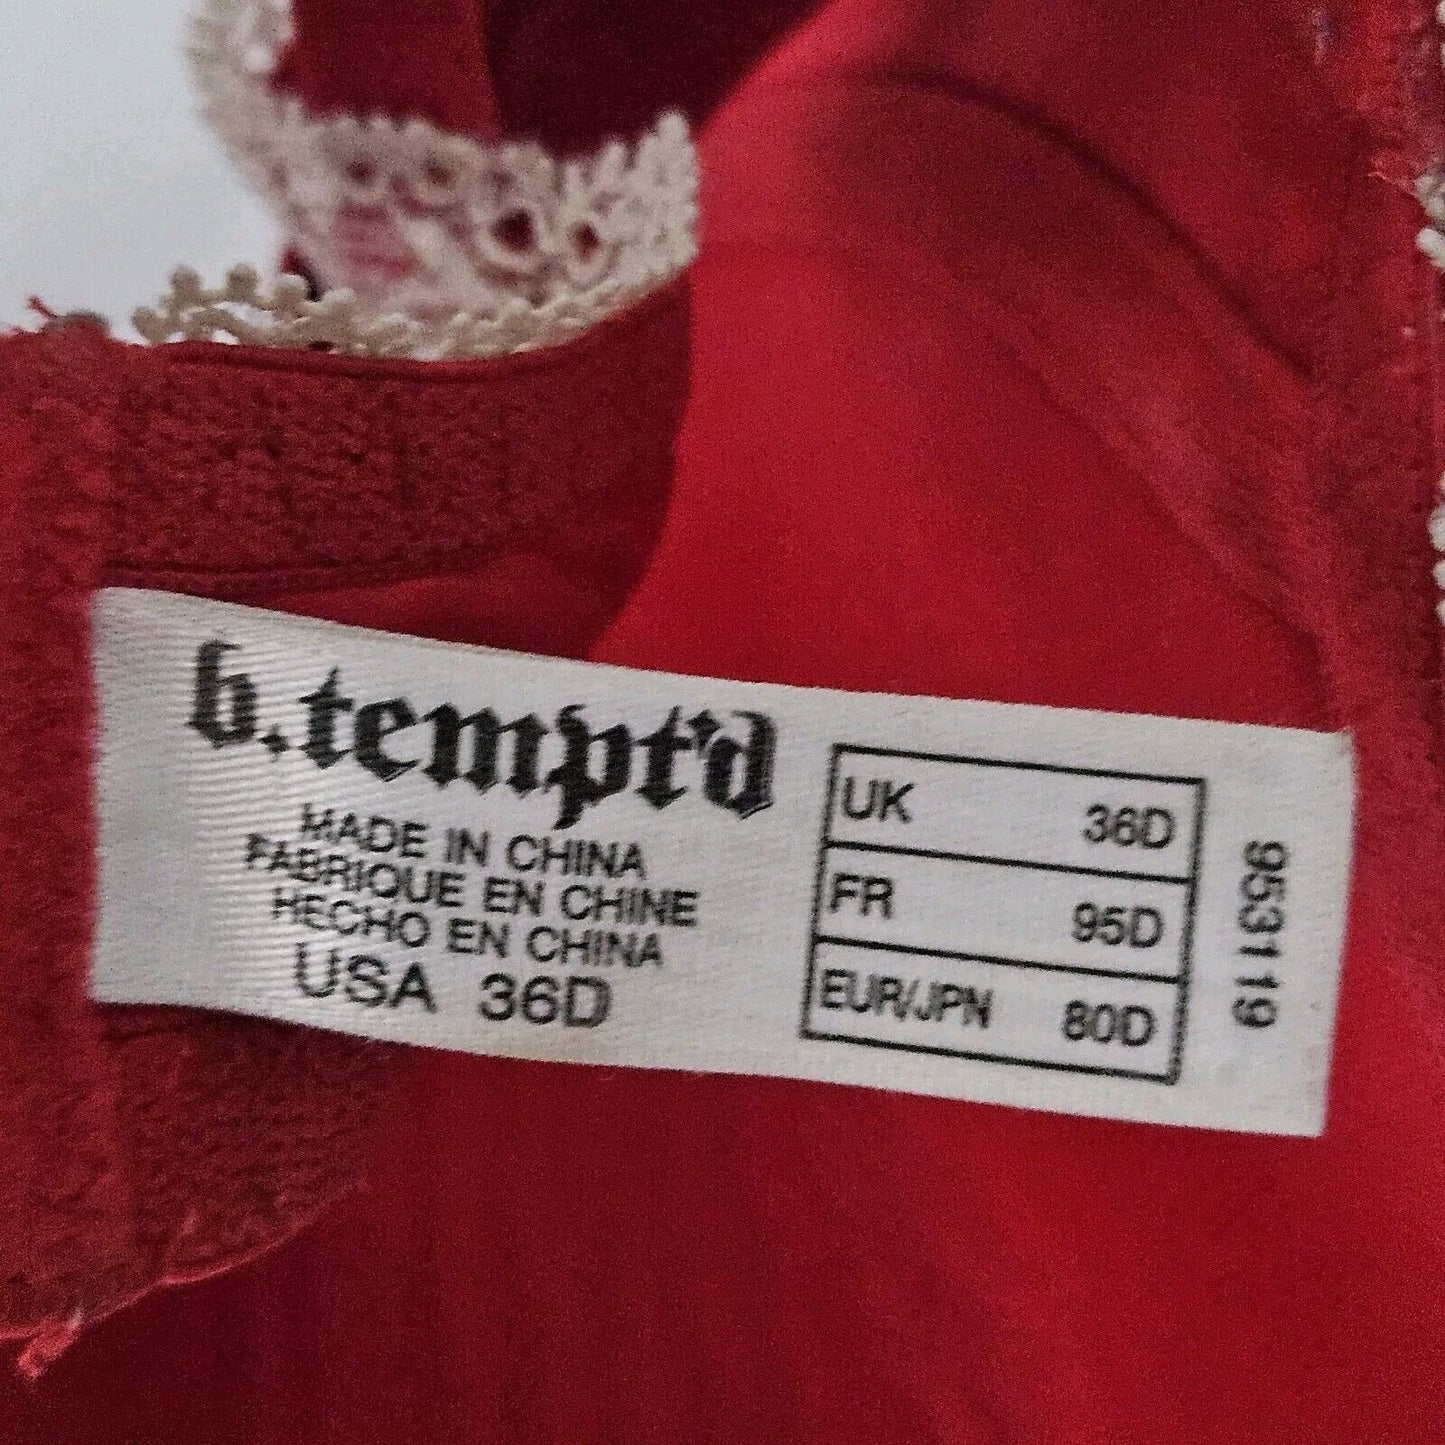 b.tempt'd
MADE IN CHINA
FABRIQUE EN CHINE
HECHO EN CHINA
USA 36D
UK 36D
FR 95D
EUR/JPN 80D
953119